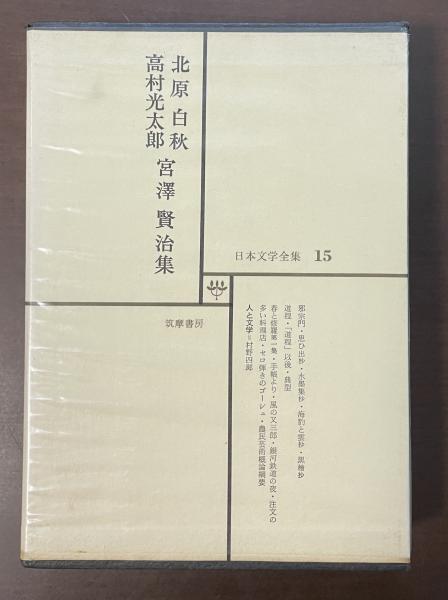 北原白秋
高村光太郎 宮澤賢治集
日本文学全集 15
筑摩書房
邪宗門・思ひ出抄・水墨集抄・海豹と雲抄・黒檜抄
道程・「道程」以後・典型
春と修羅第一集・手帳より・風の又三郎・銀河鉄道の夜・注文の
多い料理店・セロ弾きのゴーシュ・農民芸術概論綱要
人と文学=村野四郎